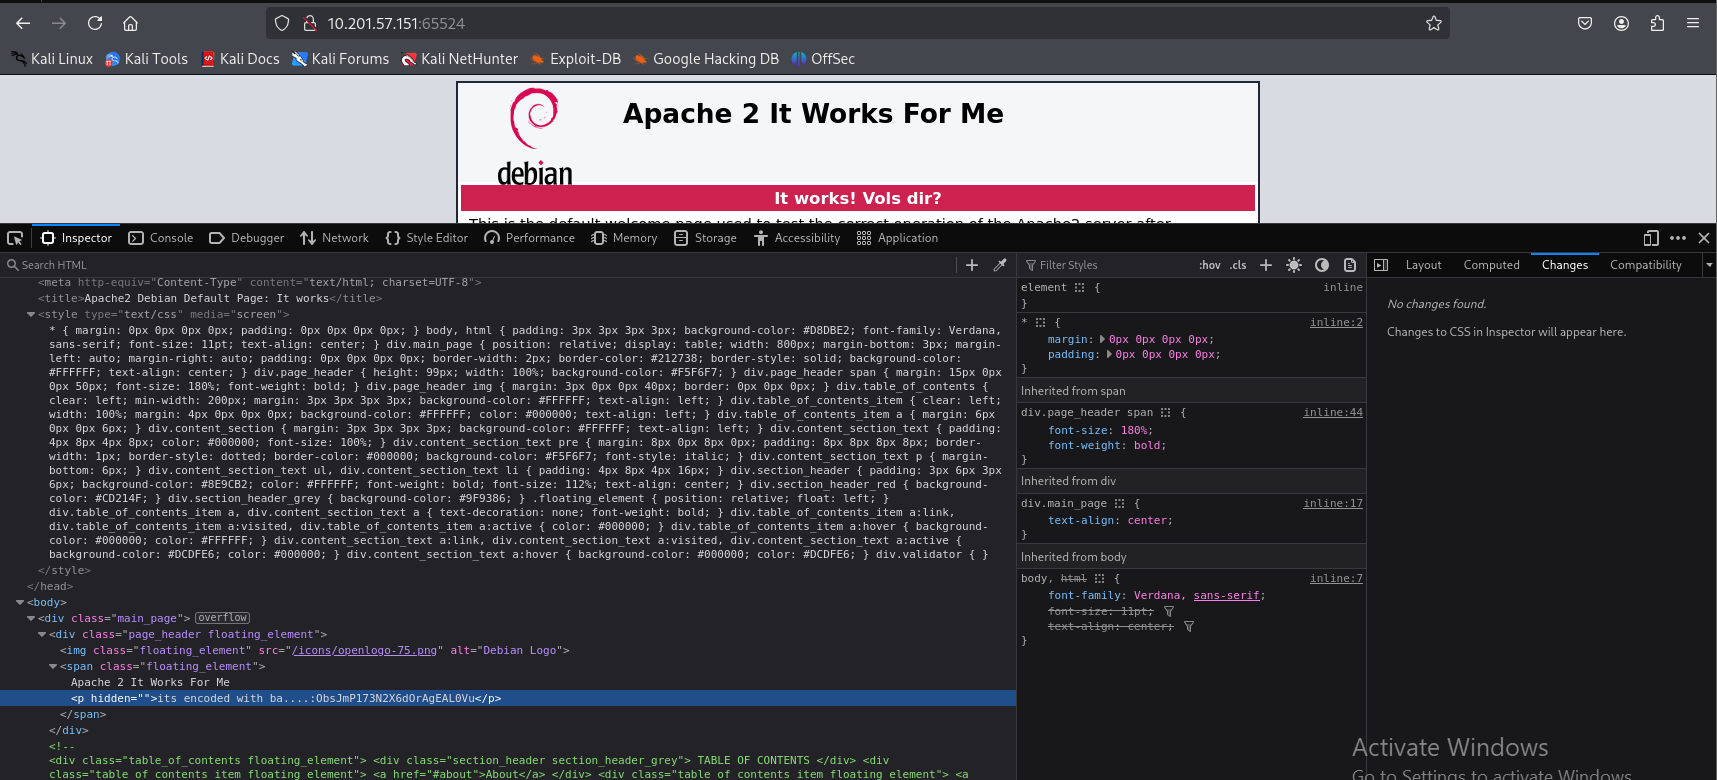 10.201.57.151:65524
Kali Linux Kali Tools Kali Docs Kali Forums Kali NetHunter Exploit-DB Google Hacking DB OffSec
debian
Apache 2 It Works For Me
It works! Vols dir?
This is the default welcome page used to test the correct operation of the Apache2 server after
Inspector Console Debugger Network Style Editor Performance Memory Storage Accessibility Application
Search HTML
<meta http-equiv="Content-Type" content="text/html; charset=UTF-8">
<title>Apache2 Debian Default Page: It works</title>
<style type="text/css" media="screen">
* { margin: 0px 0px 0px 0px; padding: 0px 0px 0px 0px; } body, html { padding: 3px 3px 3px 3px; background-color: #D8DBE2; font-family: Verdana,
sans-serif; font-size: 11pt; text-align: center; } div.main_page { position: relative; display: table; width: 800px; margin-bottom: 3px; margin-
left: auto; margin-right: auto; padding: 0px 0px 0px 0px; border-width: 2px; border-color: #212738; border-style: solid; background-color:
#FFFFFF; text-align: center; } div.page_header { height: 99px; width: 100%; background-color: #F5F6F7; } div.page_header span { margin: 15px 0px
0px 50px; font-size: 180%; font-weight: bold; } div.page_header img { margin: 3px 0px 0px 40px; border: 0px 0px 0px; } div.table_of_contents {
clear: left; min-width: 200px; margin: 3px 3px 3px 3px; background-color: #FFFFFF; text-align: left; } div.table_of_contents_item { clear: left;
width: 100%; margin: 4px 0px 0px 0px; background-color: #FFFFFF; color: #000000; text-align: left; } div.table_of_contents_item a { margin: 6px
0px 0px 6px; } div.content_section { margin: 3px 3px 3px 3px; background-color: #FFFFFF; text-align: left; } div.content_section_text { padding:
4px 8px 4px 8px; color: #000000; font-size: 100%; } div.content_section_text pre { margin: 8px 0px 8px 0px; padding: 8px 8px 8px 8px; border-
width: 1px; border-style: dotted; border-color: #000000; background-color: #F5F6F7; font-style: italic; } div.content_section_text p { margin-
bottom: 6px; } div.content_section_text ul, div.content_section_text li { padding: 4px 8px 4px 16px; } div.section_header { padding: 3px 6px 3px
6px; background-color: #8E9CB2; color: #FFFFFF; font-weight: bold; font-size: 112%; text-align: center; } div.section_header_red { background-
color: #CD214F; } div.section_header_grey { background-color: #9F9386; } .floating_element { position: relative; float: left; }
div.table_of_contents_item a, div.content_section_text a { text-decoration: none; font-weight: bold; } div.table_of_contents_item a:link,
div.table_of_contents_item a:visited, div.table_of_contents_item a:active { color: #000000; } div.table_of_contents_item a:hover { background-
color: #000000; color: #FFFFFF; } div.content_section_text a:link, div.content_section_text a:visited, div.content_section_text a:active {
background-color: #DCDFE6; color: #000000; } div.content_section_text a:hover { background-color: #000000; color: #DCDFE6; } div.validator { }
</style>
</head>
<body>
<div class="main_page"> overflow
<div class="page_header floating_element">
<img class="floating_element" src="/icons/openlogo-75.png" alt="Debian Logo">
<span class="floating_element">
Apache 2 It Works For Me
<p hidden="">its encoded with ba....:ObsJmP173N2X6dOrAgEAL0Vu</p>
</span>
</div>
<!--
<div class="table_of_contents floating_element"> <div class="section_header section_header_grey"> TABLE OF CONTENTS </div> <div
class="table_of_contents_item floating_element"> <a href="#about">About</a> </div> <div class="table_of_contents_item floating_element"> <a
Filter Styles :hov .cls
element { inline
}
* { inline:2
margin: 0px 0px 0px 0px;
padding: 0px 0px 0px 0px;
}
Inherited from span
div.page_header span { inline:44
font-size: 180%;
font-weight: bold;
}
Inherited from div
div.main_page { inline:17
text-align: center;
}
Inherited from body
body, html { inline:7
font-family: Verdana, sans-serif;
font-size: 11pt;
text-align: center;
}
Layout Computed Changes Compatibility
No changes found.
Changes to CSS in Inspector will appear here.
Activate Windows
Go to Settings to activate Windows.